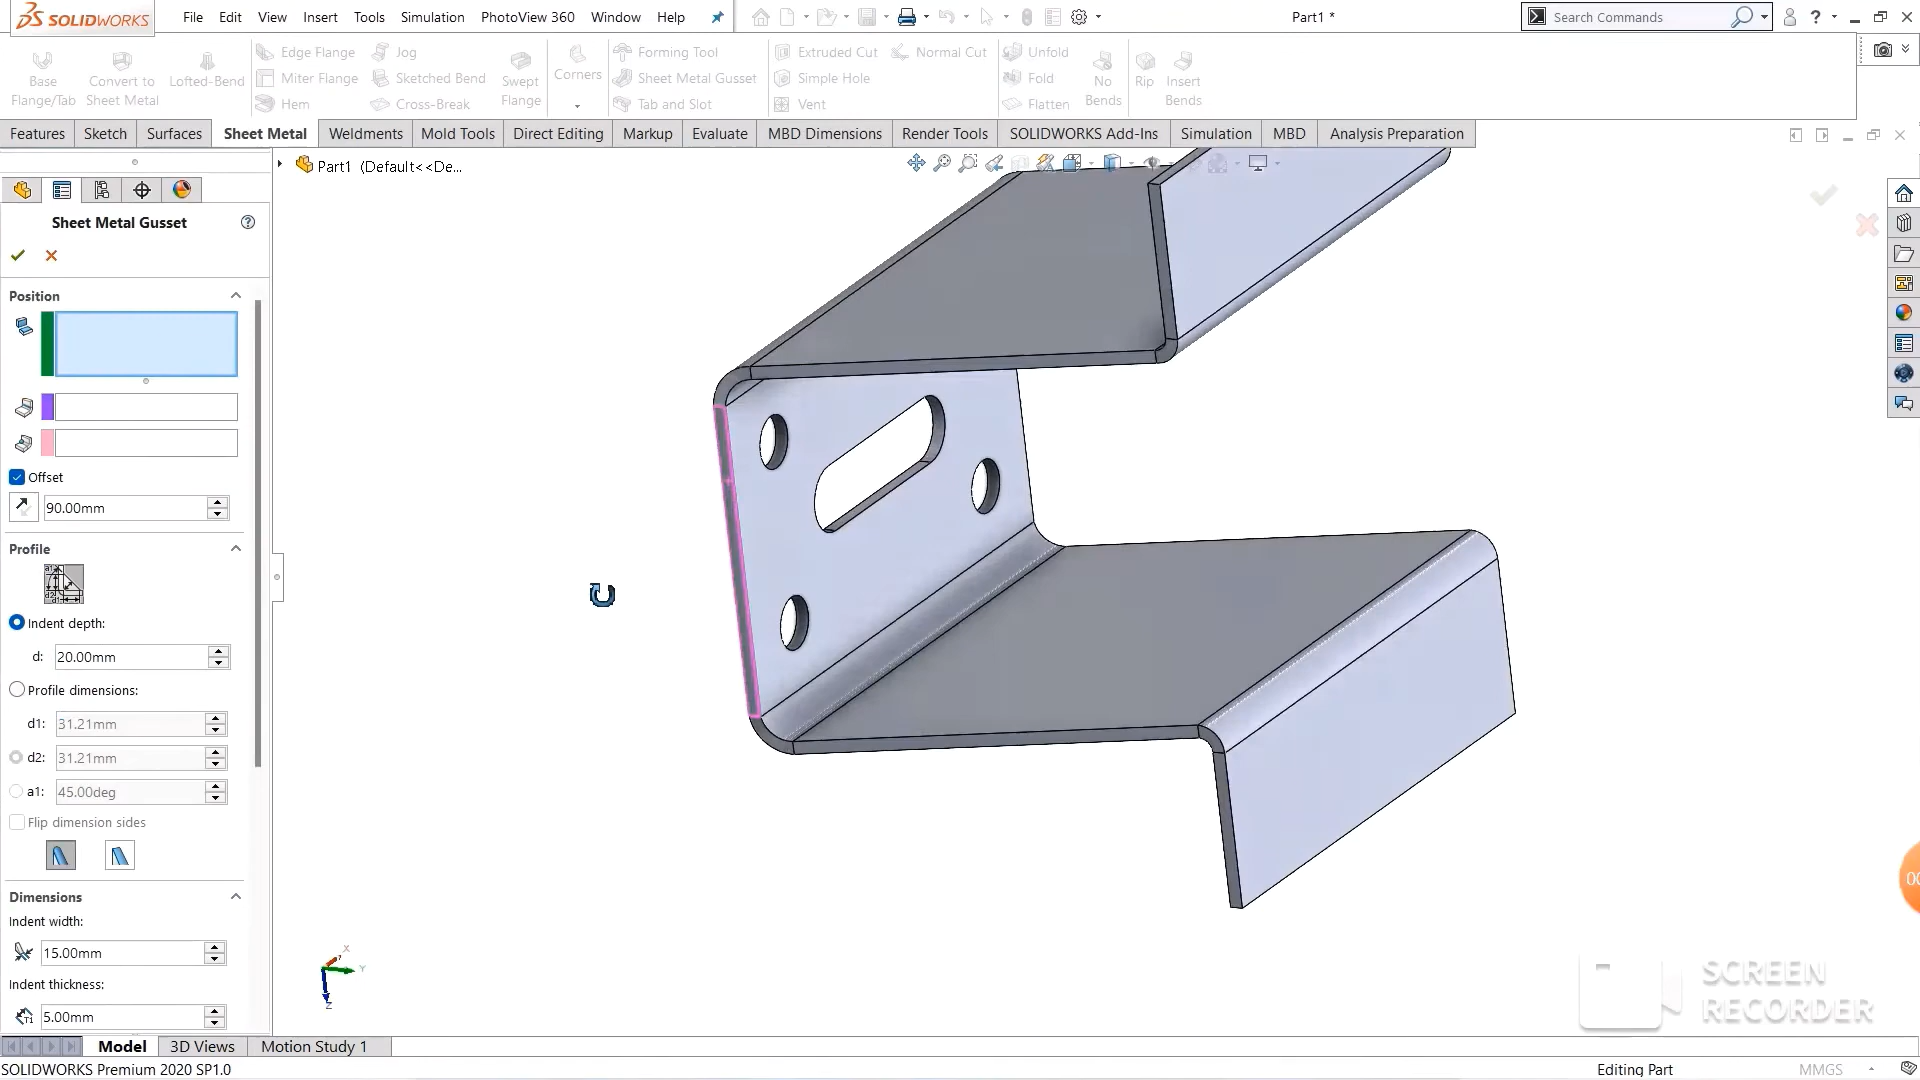 SOLIDWORKS File Edit View Insert Tools Simulation PhotoView 360 Window Help Part1 * Search Commands ?
Base Flange/Tab Convert to Sheet Metal Lofted-Bend Edge Flange Miter Flange Hem Jog Sketched Bend Cross-Break Swept Flange Corners Forming Tool Sheet Metal Gusset Tab and Slot Extruded Cut Simple Hole Vent Normal Cut Unfold Fold Flatten No Bends Rip Insert Bends
Features Sketch Surfaces Sheet Metal Weldments Mold Tools Direct Editing Markup Evaluate MBD Dimensions Render Tools SOLIDWORKS Add-Ins Simulation MBD Analysis Preparation
Part1 (Default<<De...
Sheet Metal Gusset
Position
Offset
90.00mm
Profile
Indent depth:
d: 20.00mm
Profile dimensions:
d1: 31.21mm
d2: 31.21mm
a1: 45.00deg
Flip dimension sides
Dimensions
Indent width:
15.00mm
Indent thickness:
5.00mm
X
Y
Z
00
SCREEN
RECORDER
Model 3D Views Motion Study 1
SOLIDWORKS Premium 2020 SP1.0 Editing Part MMGS